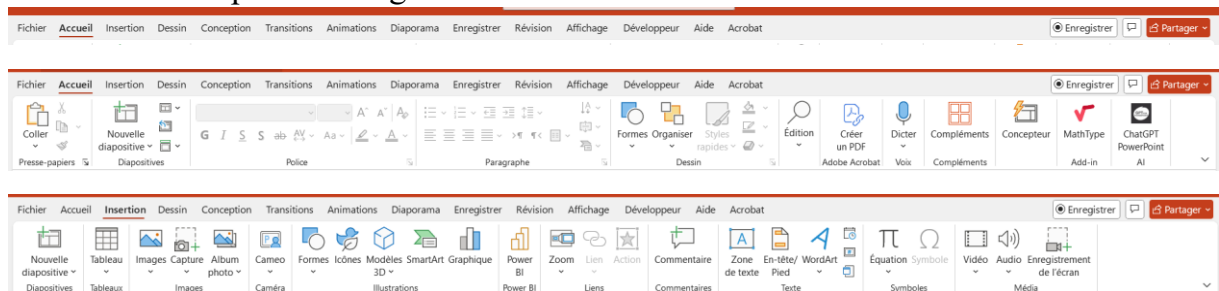 Fichier Accueil Insertion Dessin Conception Transitions Animations Diaporama Enregistrer Révision Affichage Développeur Aide Acrobat Enregistrer Partager
Fichier Accueil Insertion Dessin Conception Transitions Animations Diaporama Enregistrer Révision Affichage Développeur Aide Acrobat Enregistrer Partager
Coller Nouvelle diapositive G I S S ab AV Aa A A Formes Organiser Styles rapides Édition Créer un PDF Dicter Compléments Concepteur MathType ChatGPT PowerPoint
Presse-papiers Diapositives Police Paragraphe Dessin Adobe Acrobat Voix Compléments Add-in AI
Fichier Accueil Insertion Dessin Conception Transitions Animations Diaporama Enregistrer Révision Affichage Développeur Aide Acrobat Enregistrer Partager
Nouvelle diapositive Tableau Images Capture Album photo Cameo Formes Icônes Modèles 3D SmartArt Graphique Power BI Zoom Lien Action Commentaire Zone de texte En-tête/ Pied WordArt Équation Symbole Vidéo Audio Enregistrement de l'écran
Diapositives Tableaux Images Caméra Illustrations Power BI Liens Commentaires Texte Symboles Média